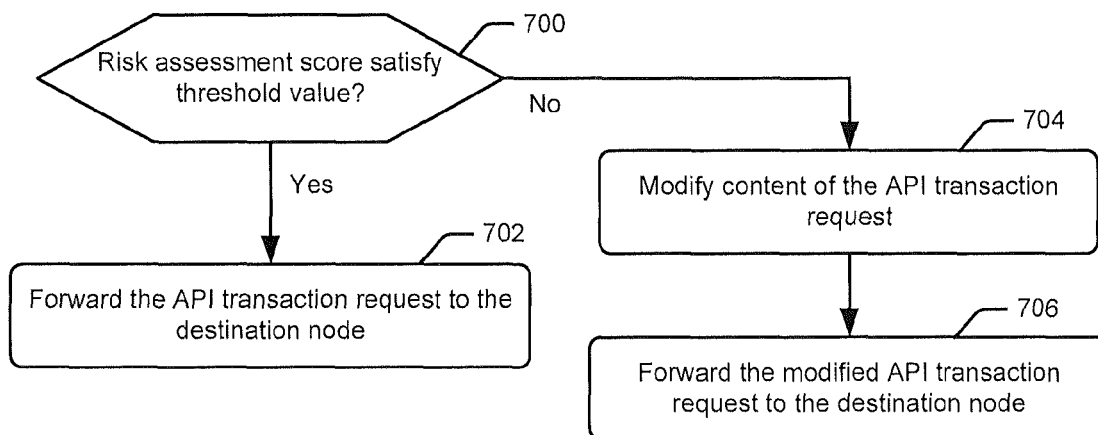 700
Risk assessment score satisfy
threshold value?
No
Yes
704
Modify content of the API transaction
request
702
Forward the API transaction request to the
destination node
706
Forward the modified API transaction
request to the destination node